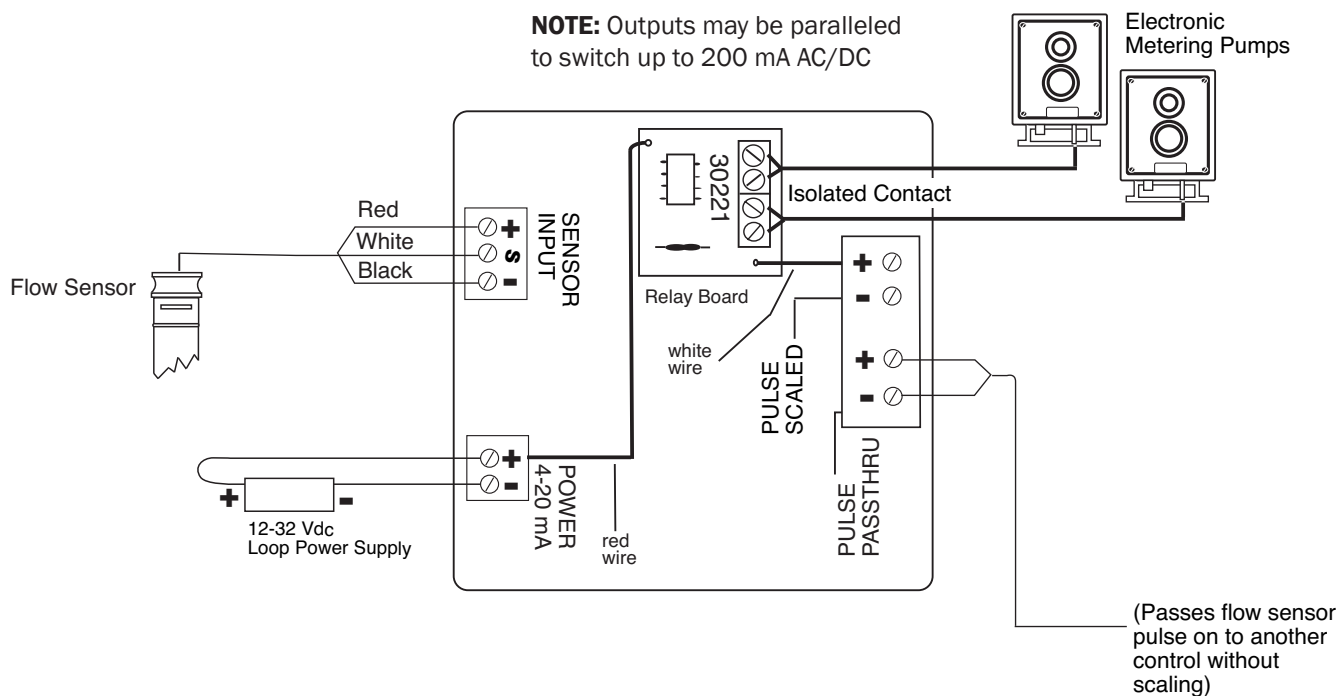 NOTE: Outputs may be paralleled
to switch up to 200 mA AC/DC
Electronic
Metering Pumps
30221
Isolated Contact
Relay Board
Red
White
Black
+
S
-
SENSOR
INPUT
Flow Sensor
white
wire
+
-
PULSE
SCALED
+
-
PULSE
PASSTHRU
+
-
POWER
4-20 mA
red
wire
+
-
12-32 Vdc
Loop Power Supply
(Passes flow sensor
pulse on to another
control without
scaling)